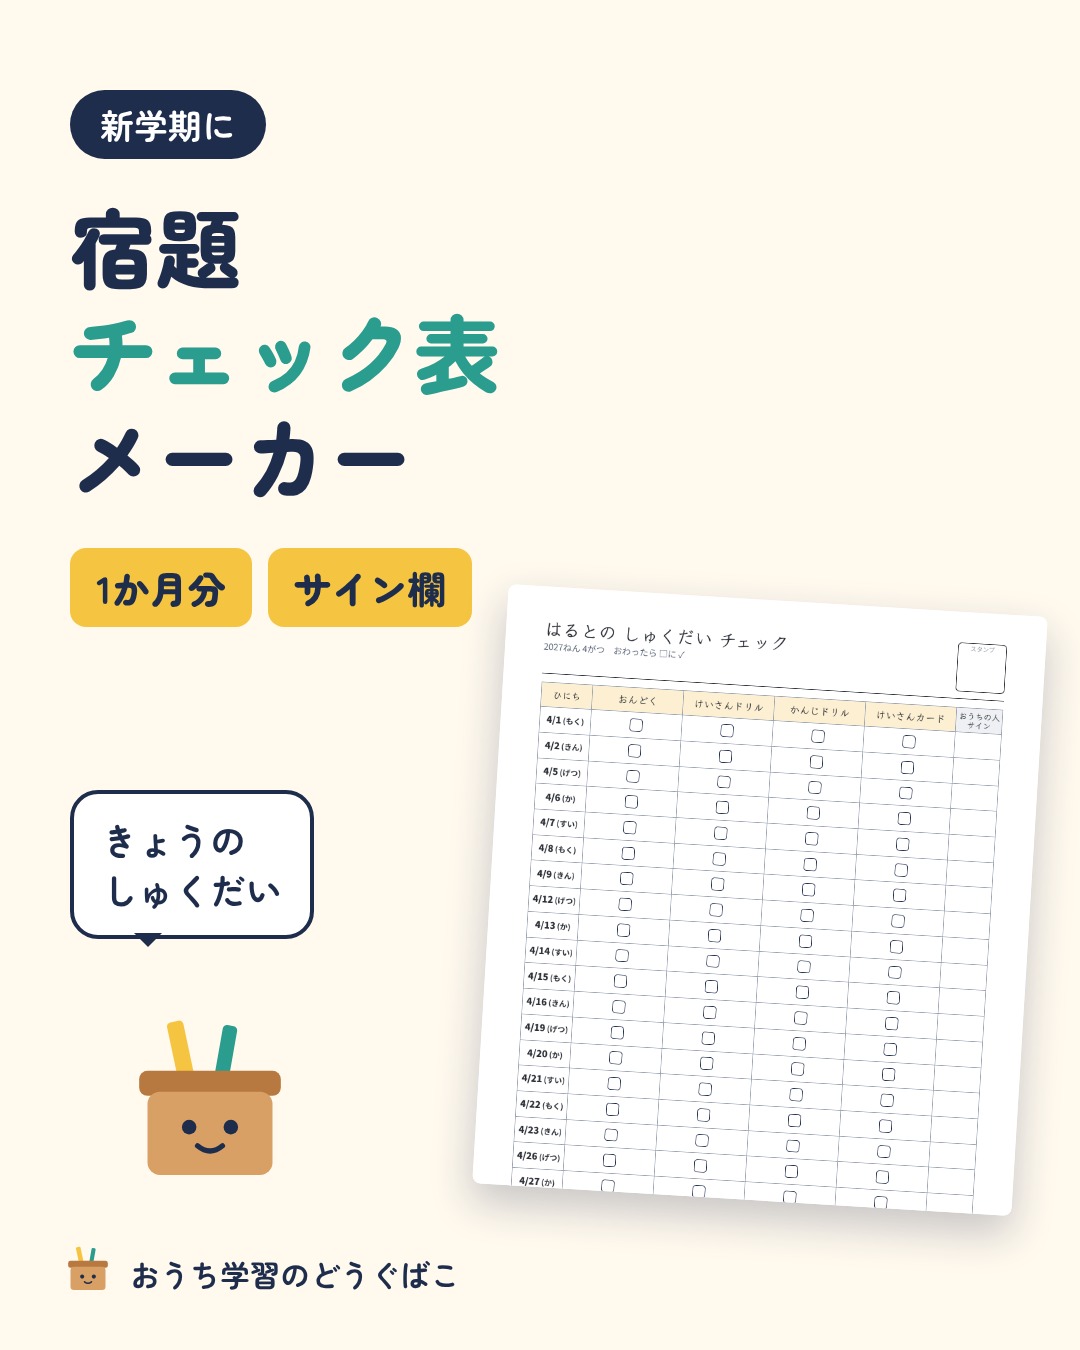 新学期に
宿題
チェック表
メーカー
1か月分 サイン欄
はるとの しゅくだい チェック
2027ねん 4がつ おわったら □に✓
スタンプ
ひにち おんどく けいさんドリル かんじドリル けいさんカード おうちの人
サイン
4/1 (もく)
4/2 (きん)
4/5 (げつ)
4/6 (か)
4/7 (すい)
4/8 (もく)
4/9 (きん)
4/12 (げつ)
4/13 (か)
4/14 (すい)
4/15 (もく)
4/16 (きん)
4/19 (げつ)
4/20 (か)
4/21 (すい)
4/22 (もく)
4/23 (きん)
4/26 (げつ)
4/27 (か)
きょうの
しゅくだい
おうち学習のどうぐばこ